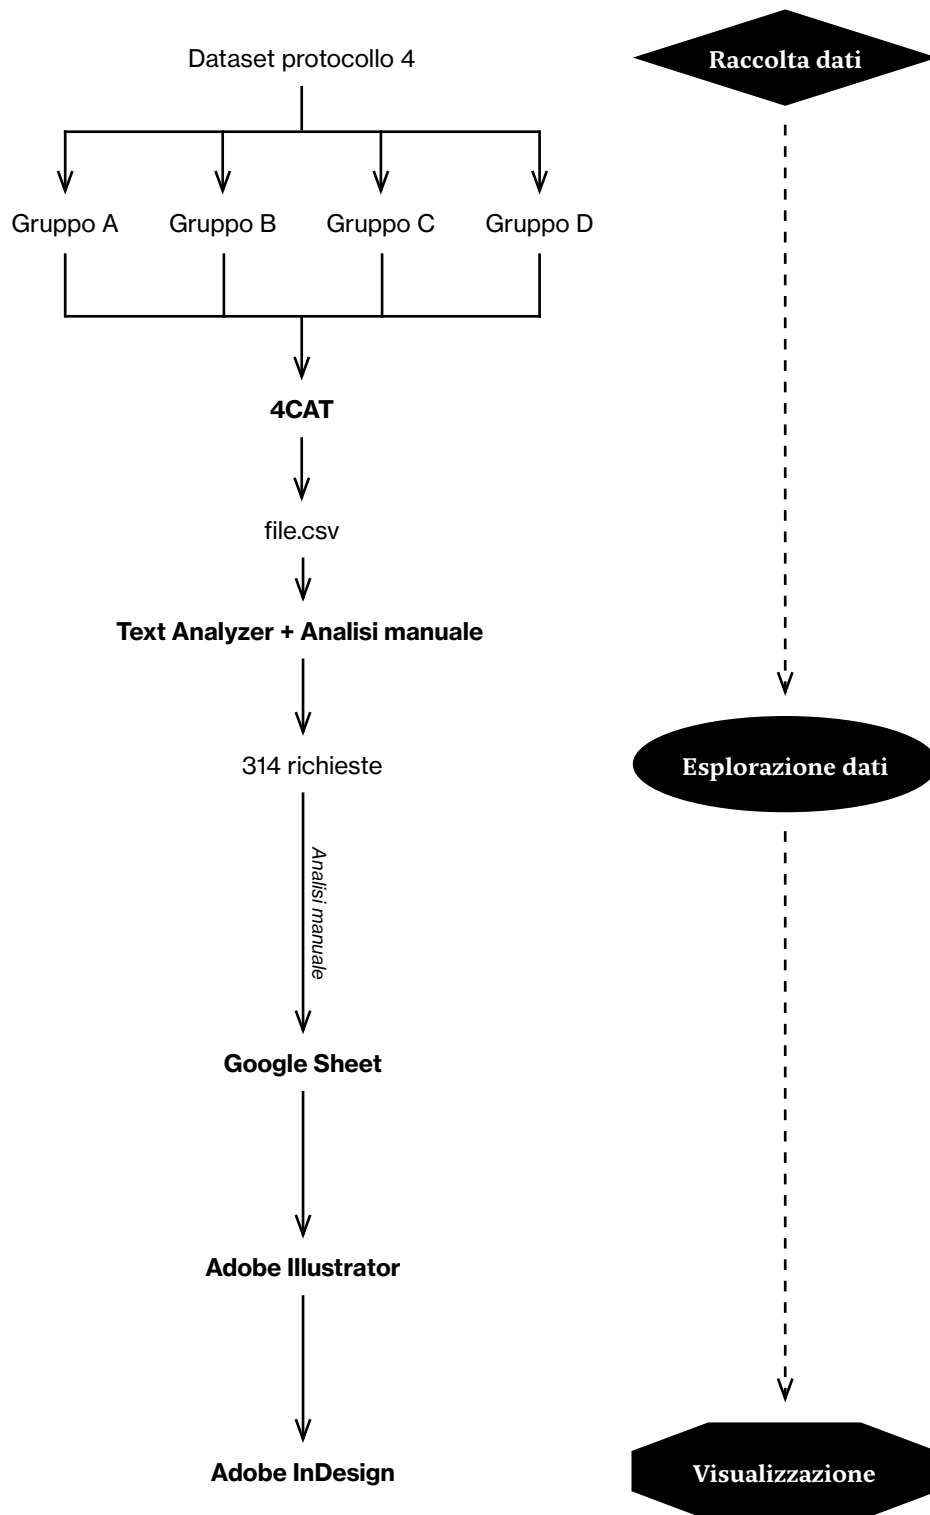 Dataset protocollo 4
Raccolta dati
Gruppo A
Gruppo B
Gruppo C
Gruppo D
4CAT
file.csv
Text Analyzer + Analisi manuale
314 richieste
Esplorazione dati
Analisi manuale
Google Sheet
Adobe Illustrator
Adobe InDesign
Visualizzazione